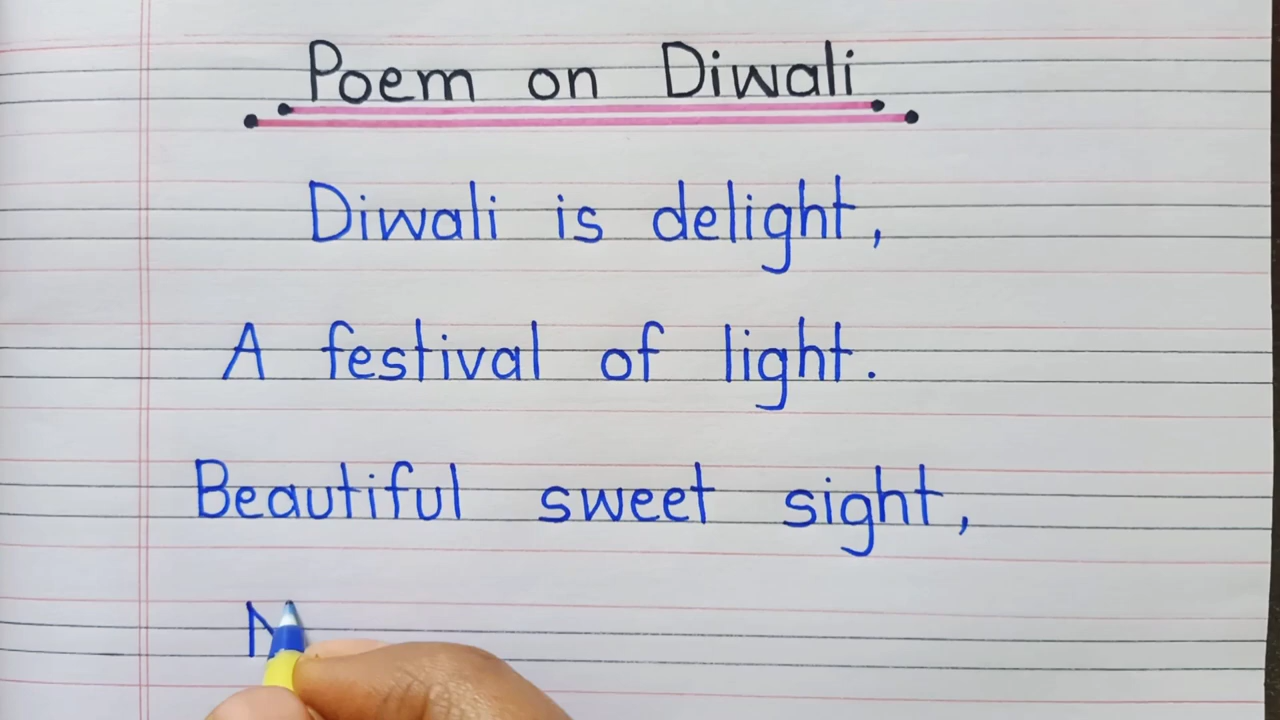 Poem on Diwali
Diwali is delight,
A festival of light.
Beautiful sweet sight,